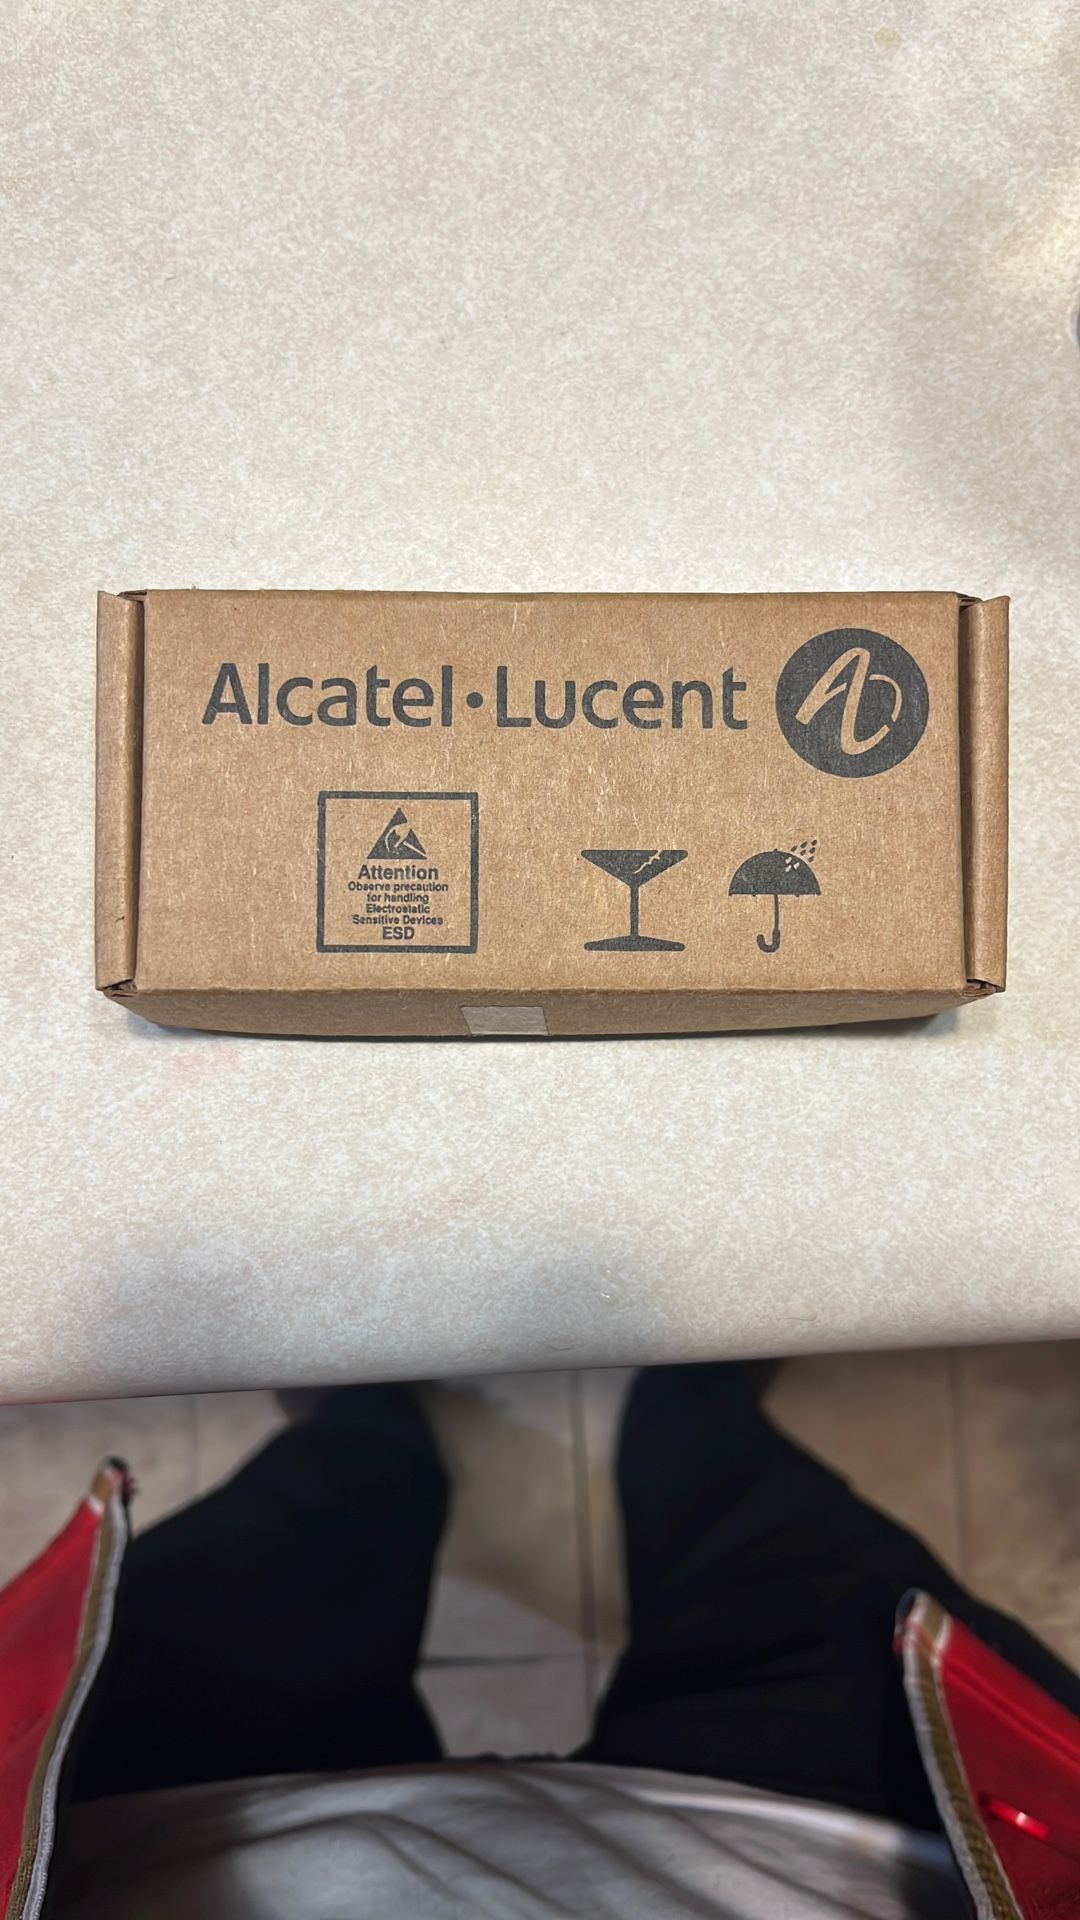 Alcatel·Lucent
Attention
Observe precaution
for handling
Electrostatic
Sensitive Devices
ESD